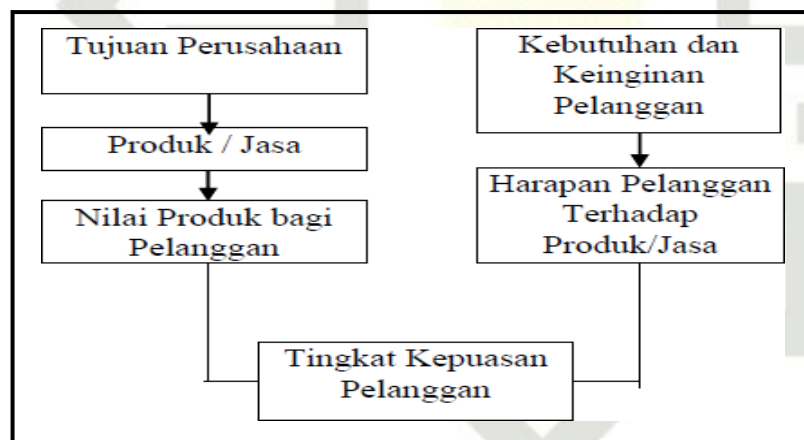 Tujuan Perusahaan
Produk / Jasa
Nilai Produk bagi
Pelanggan
Kebutuhan dan
Keinginan
Pelanggan
Harapan Pelanggan
Terhadap
Produk/Jasa
Tingkat Kepuasan
Pelanggan